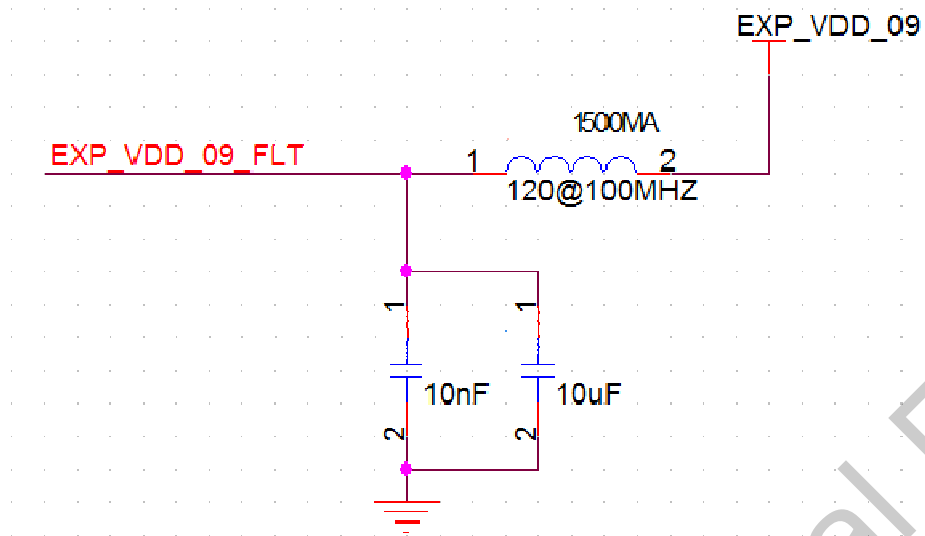 EXP_VDD_09
1500MA
EXP_VDD_09_FLT
1
2
120@100MHZ
1
1
10nF
10uF
2
2